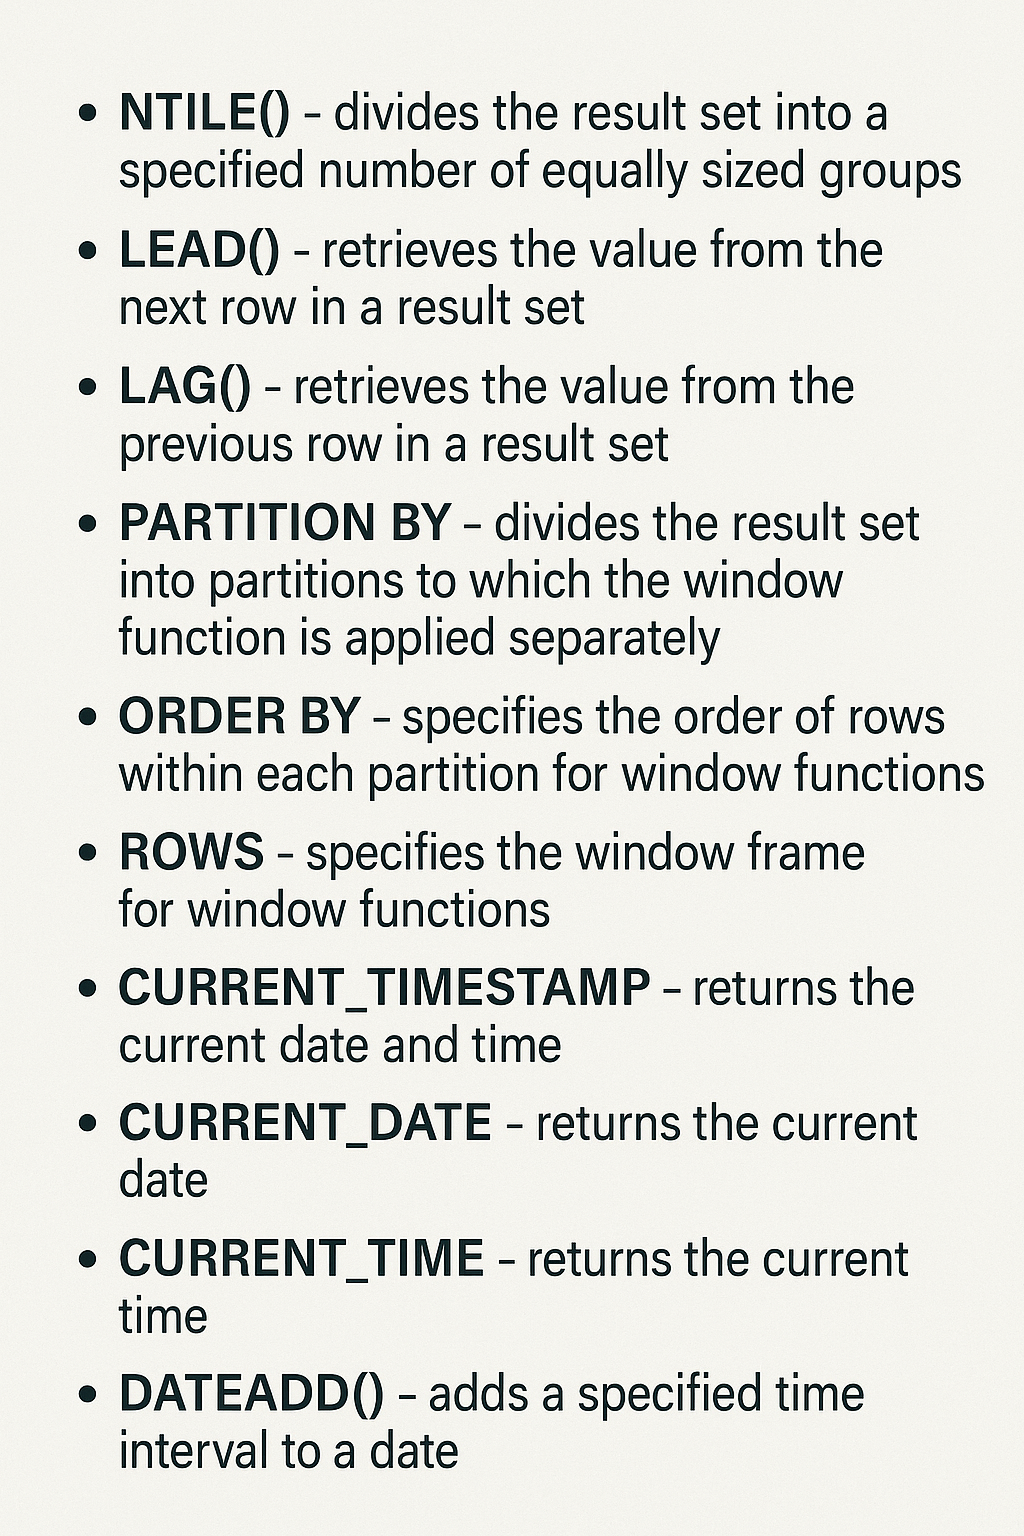 • NTILE() – divides the result set into a
specified number of equally sized groups
• LEAD() – retrieves the value from the
next row in a result set
• LAG() – retrieves the value from the
previous row in a result set
• PARTITION BY – divides the result set
into partitions to which the window
function is applied separately
• ORDER BY – specifies the order of rows
within each partition for window functions
• ROWS – specifies the window frame
for window functions
• CURRENT_TIMESTAMP – returns the
current date and time
• CURRENT_DATE – returns the current
date
• CURRENT_TIME – returns the current
time
• DATEADD() – adds a specified time
interval to a date